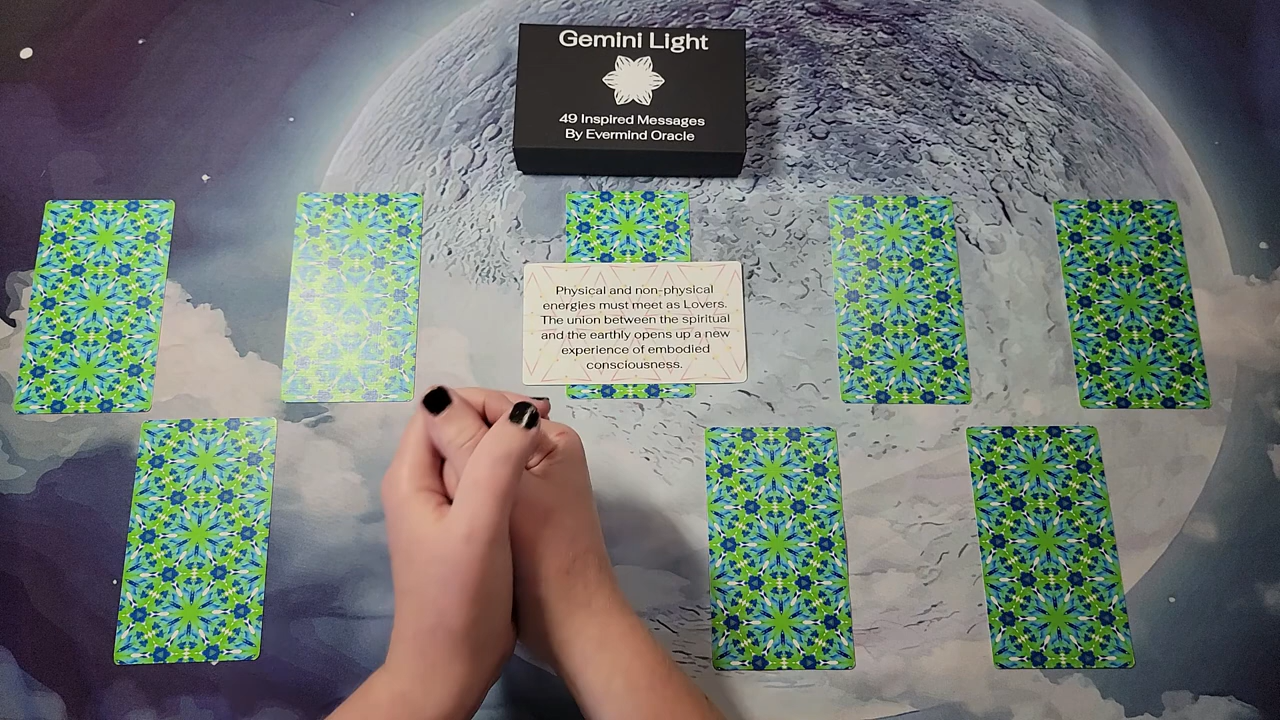 Gemini Light
49 Inspired Messages
By Evermind Oracle
Physical and non-physical
energies must meet as Lovers.
The union between the spiritual
and the earthly opens up a new
experience of embodied
consciousness.